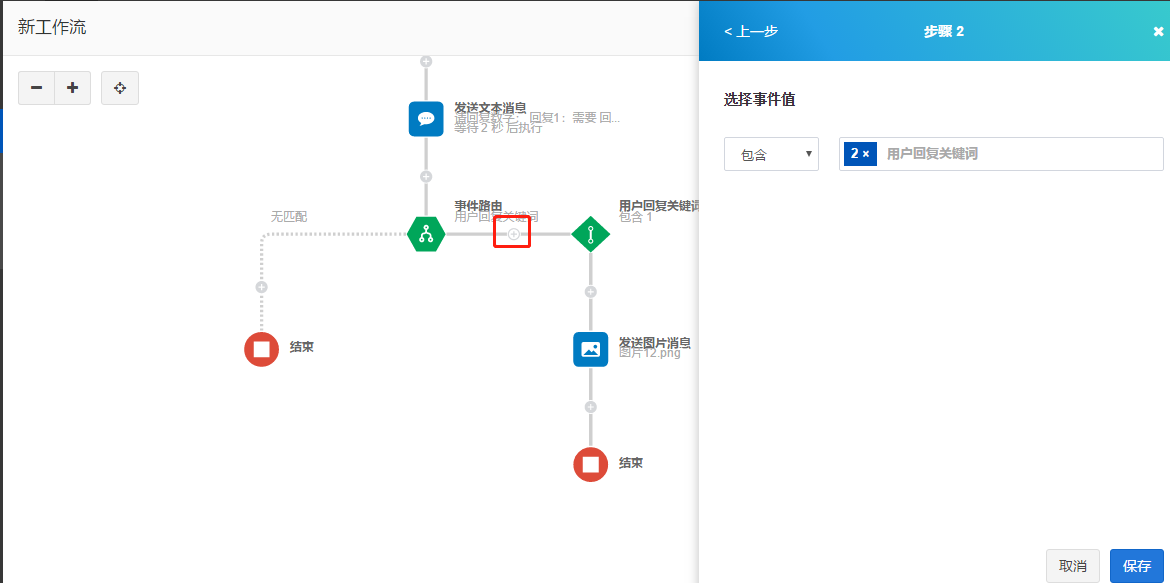 新工作流
< 上一步
步骤 2
选择事件值
包含
2 ×
用户回复关键词
发送文本消息
请回复数字: 回复1：需要 回...
等待 2 秒 后执行
无匹配
事件路由
用户回复关键词
用户回复关键词
包含 1
结束
发送图片消息
图片12.png
结束
取消
保存